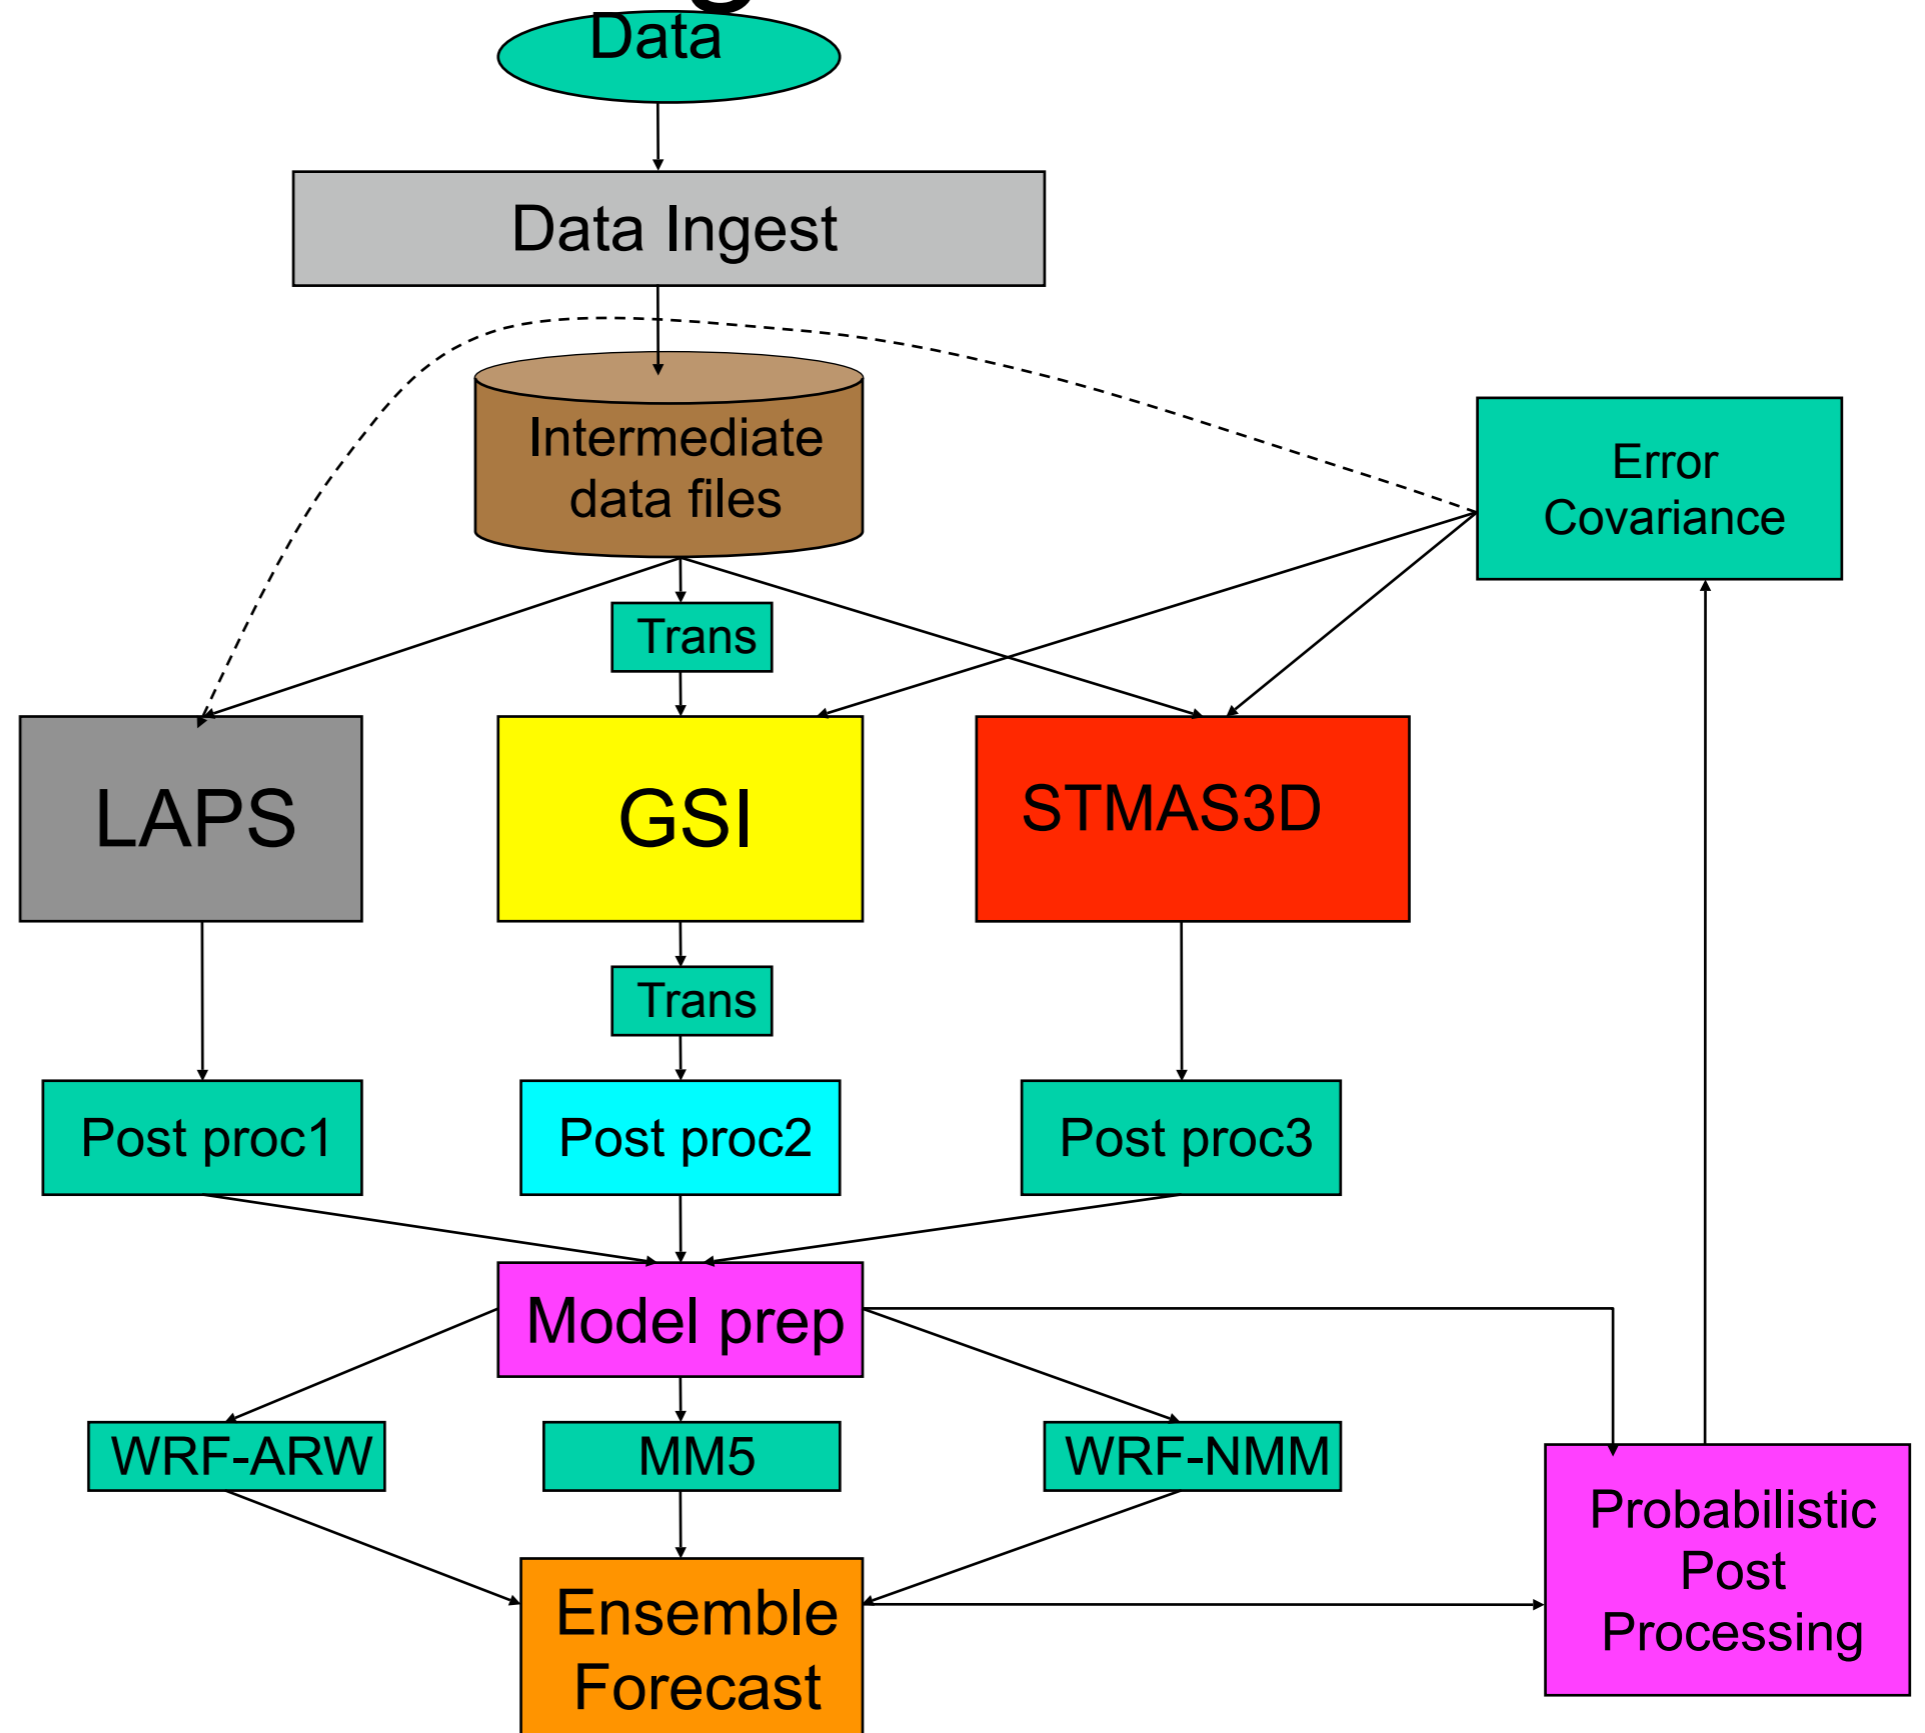 Data
Data Ingest
Intermediate
data files
Error
Covariance
Trans
LAPS
GSI
STMAS3D
Trans
Post proc1
Post proc2
Post proc3
Model prep
WRF-ARW
MM5
WRF-NMM
Probabilistic
Post
Processing
Ensemble
Forecast